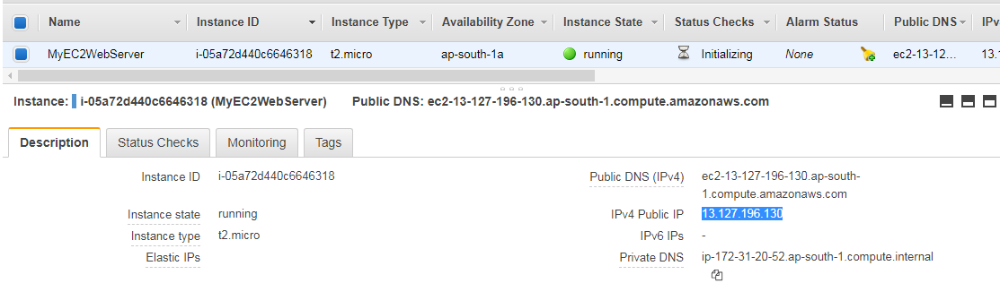 Name Instance ID Instance Type Availability Zone Instance State Status Checks Alarm Status Public DNS IPv
MyEC2WebServer i-05a72d440c6646318 t2.micro ap-south-1a running Initializing None ec2-13-12... 13.1
Instance: i-05a72d440c6646318 (MyEC2WebServer) Public DNS: ec2-13-127-196-130.ap-south-1.compute.amazonaws.com
Description Status Checks Monitoring Tags
Instance ID i-05a72d440c6646318 Public DNS (IPv4) ec2-13-127-196-130.ap-south-
1.compute.amazonaws.com
Instance state running IPv4 Public IP 13.127.196.130
Instance type t2.micro IPv6 IPs -
Elastic IPs Private DNS ip-172-31-20-52.ap-south-1.compute.internal